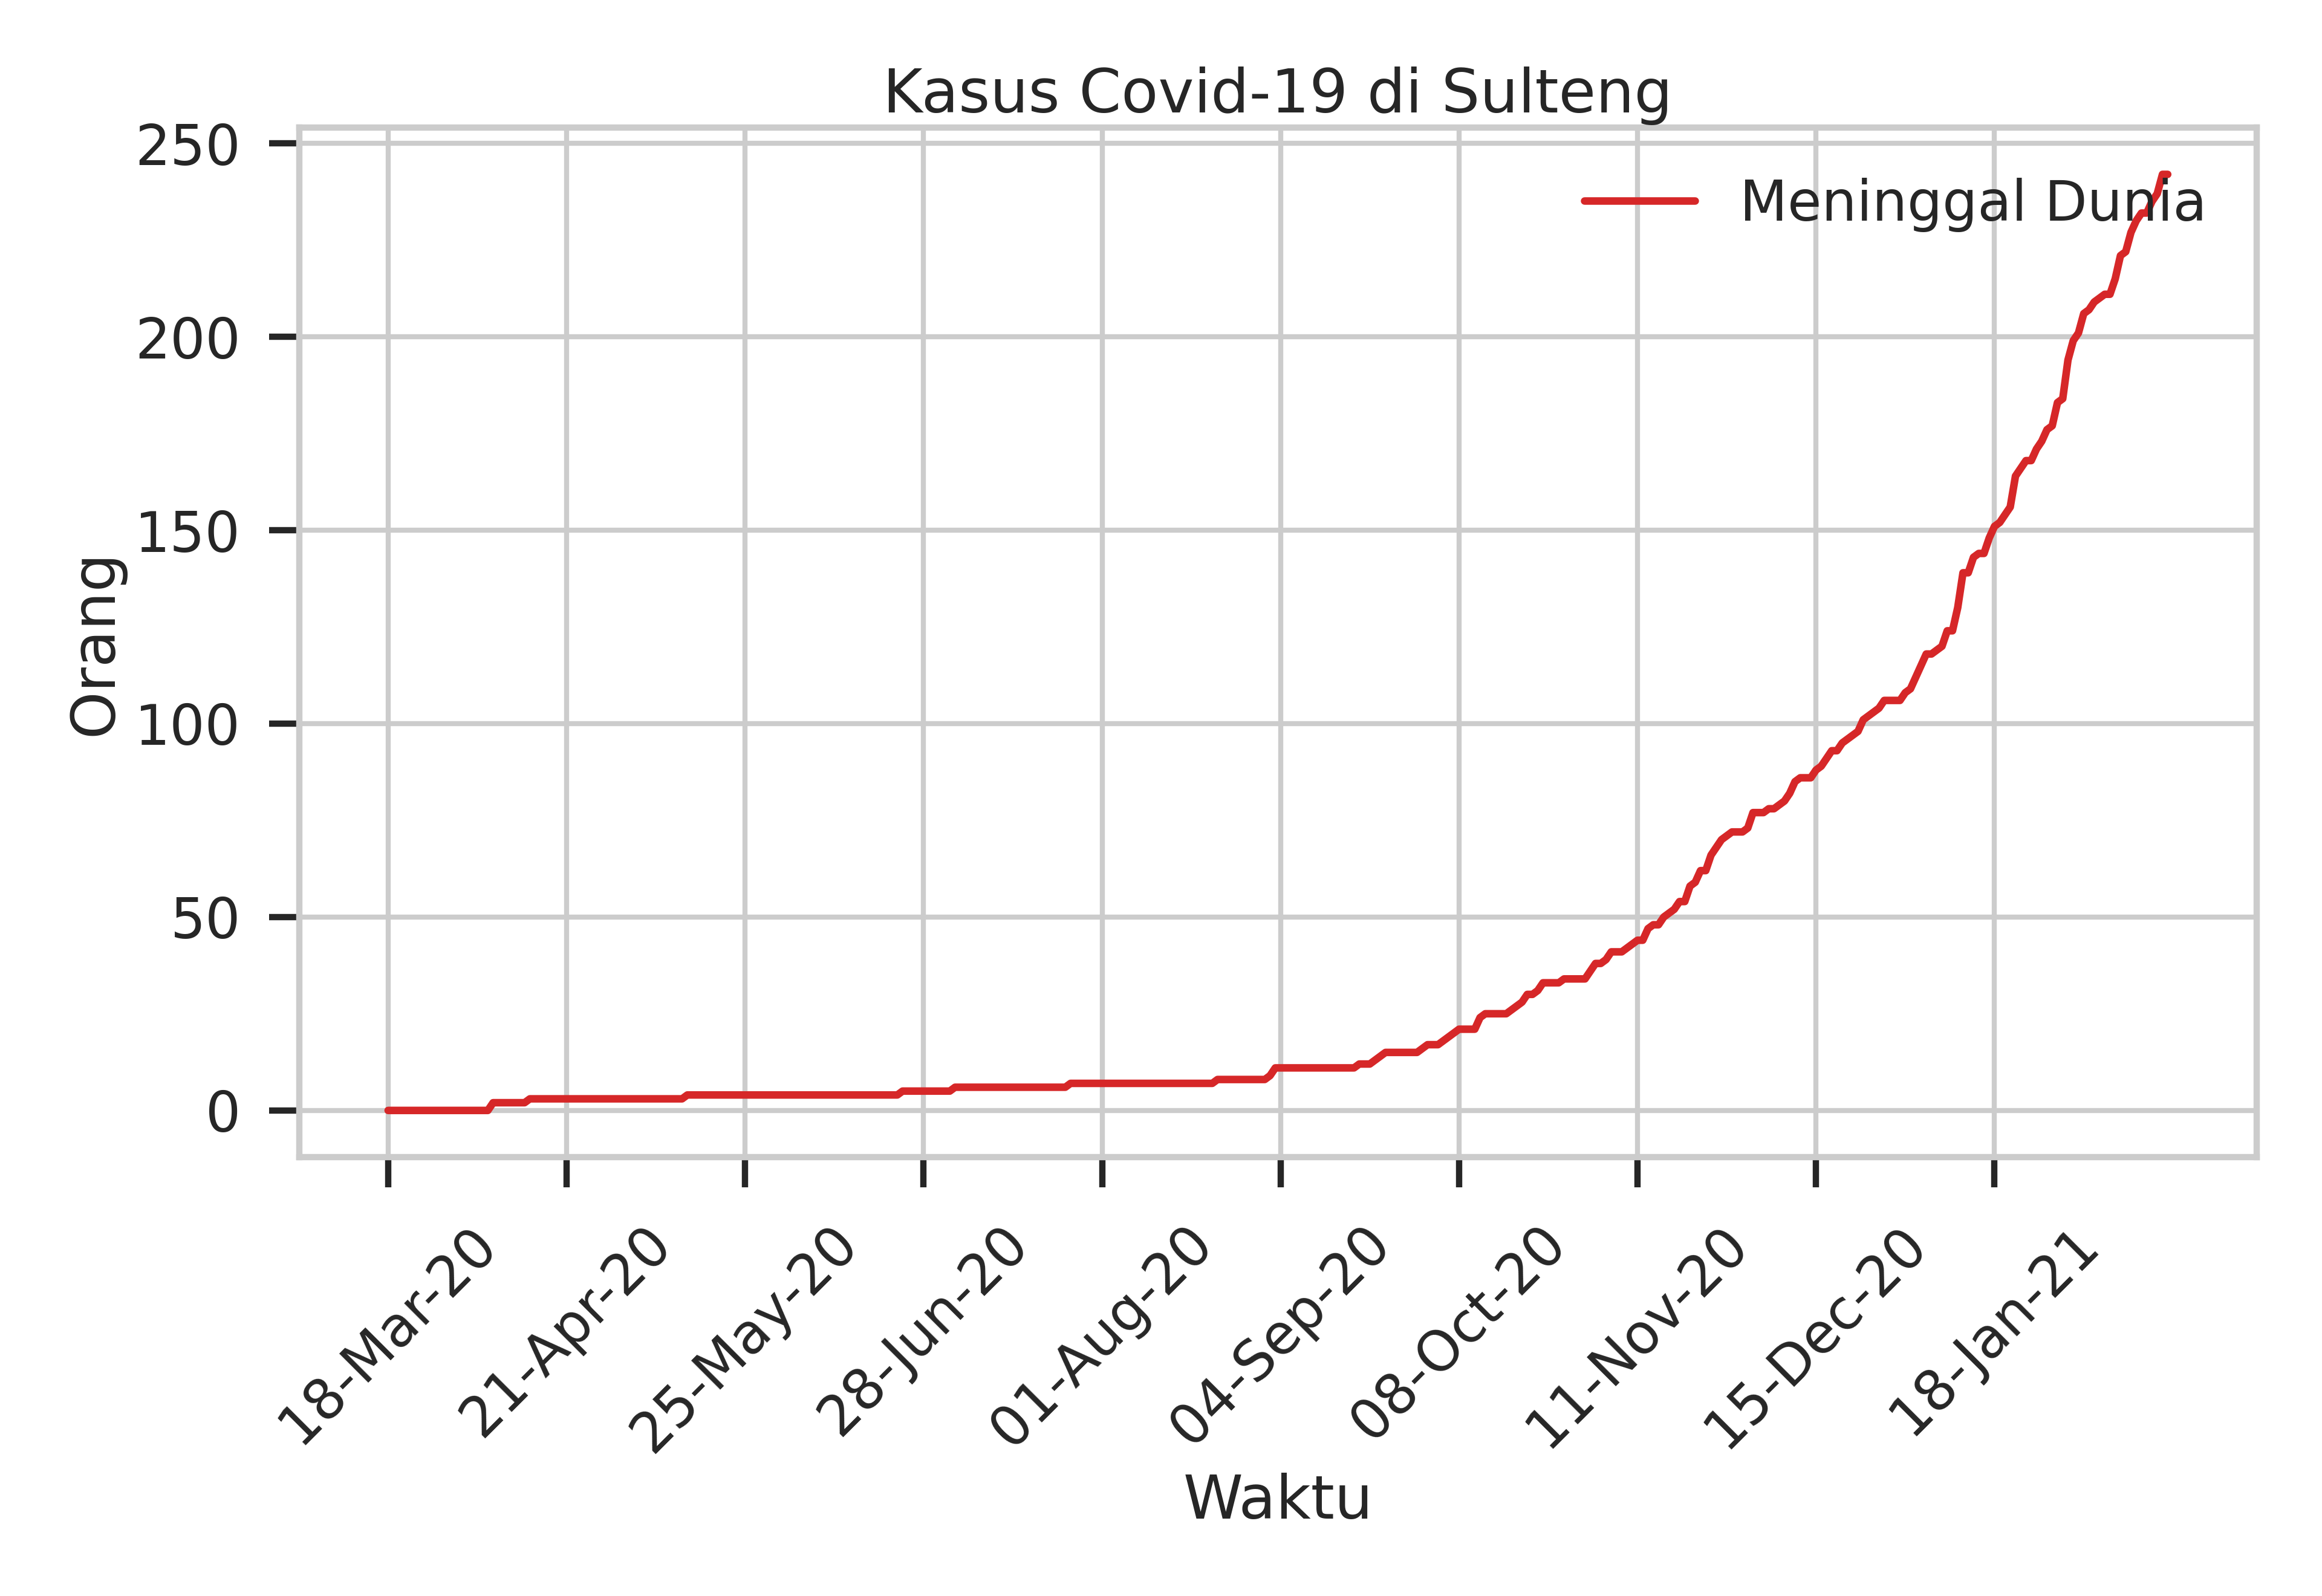 Kasus Covid-19 di Sulteng
Meninggal Dunia
Orang
250
200
150
100
50
0
18-Mar-20
21-Apr-20
25-May-20
28-Jun-20
01-Aug-20
04-Sep-20
08-Oct-20
11-Nov-20
15-Dec-20
18-Jan-21
Waktu